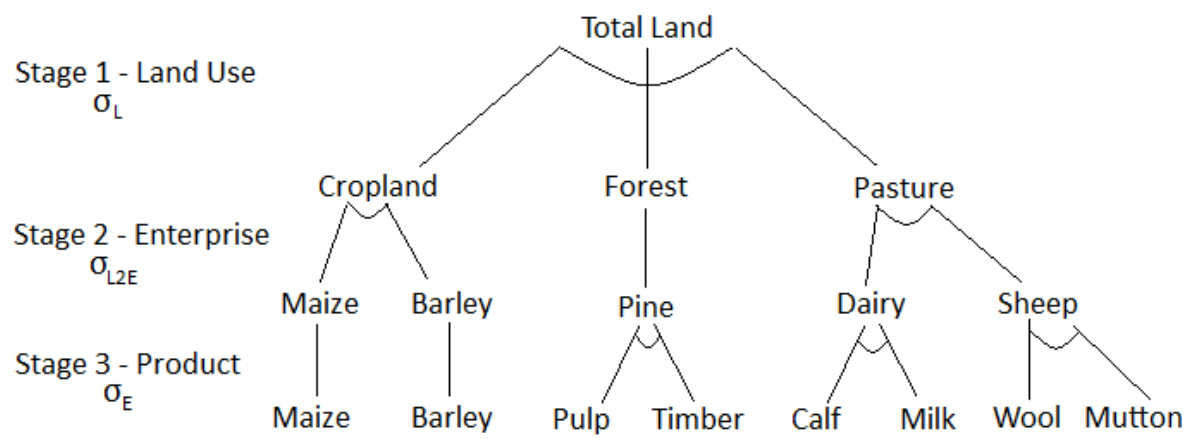 Total Land
Stage 1 - Land Use
σL
Cropland Forest Pasture
Stage 2 - Enterprise
σL2E
Maize Barley Pine Dairy Sheep
Stage 3 - Product
σE
Maize Barley Pulp Timber Calf Milk Wool Mutton